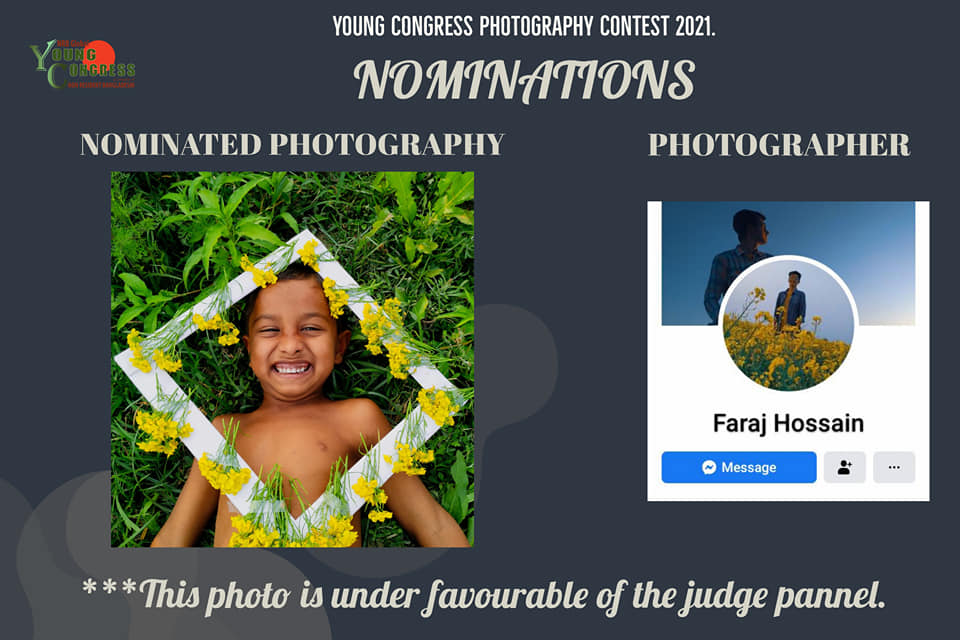 YOUNG CONGRESS PHOTOGRAPHY CONTEST 2021.
YOUNG
CONGRESS
NOMINATIONS
NOMINATED PHOTOGRAPHY
PHOTOGRAPHER
Faraj Hossain
Message
***This photo is under favourable of the judge pannel.